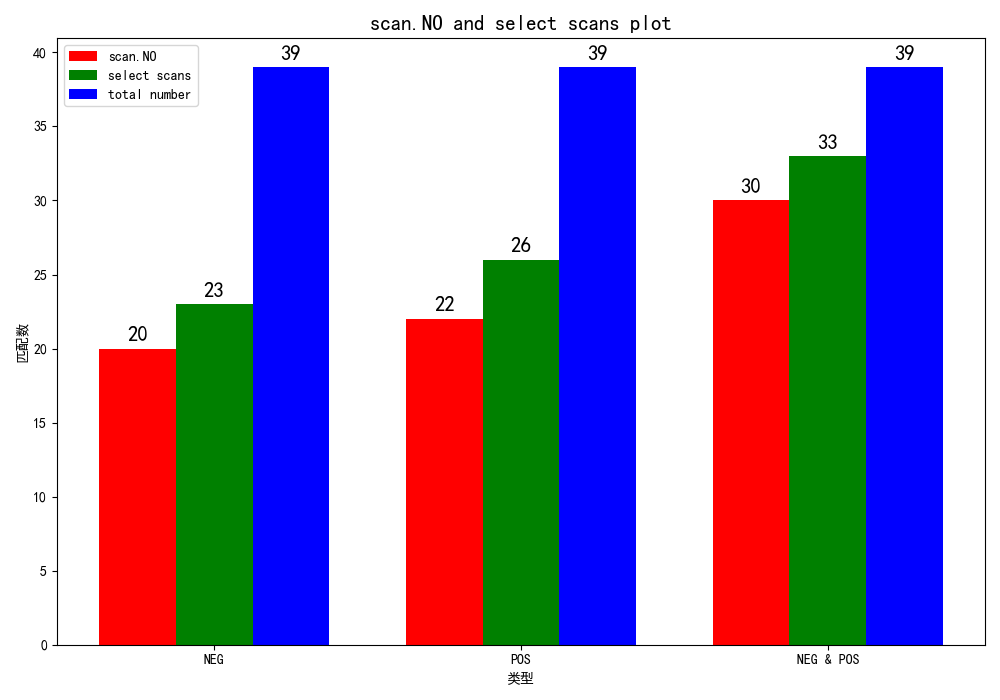 scan.NO and select scans plot
scan.NO
select scans
total number
匹配数
40
35
30
25
20
15
10
5
0
20
23
39
22
26
39
30
33
39
NEG
POS
NEG & POS
类型